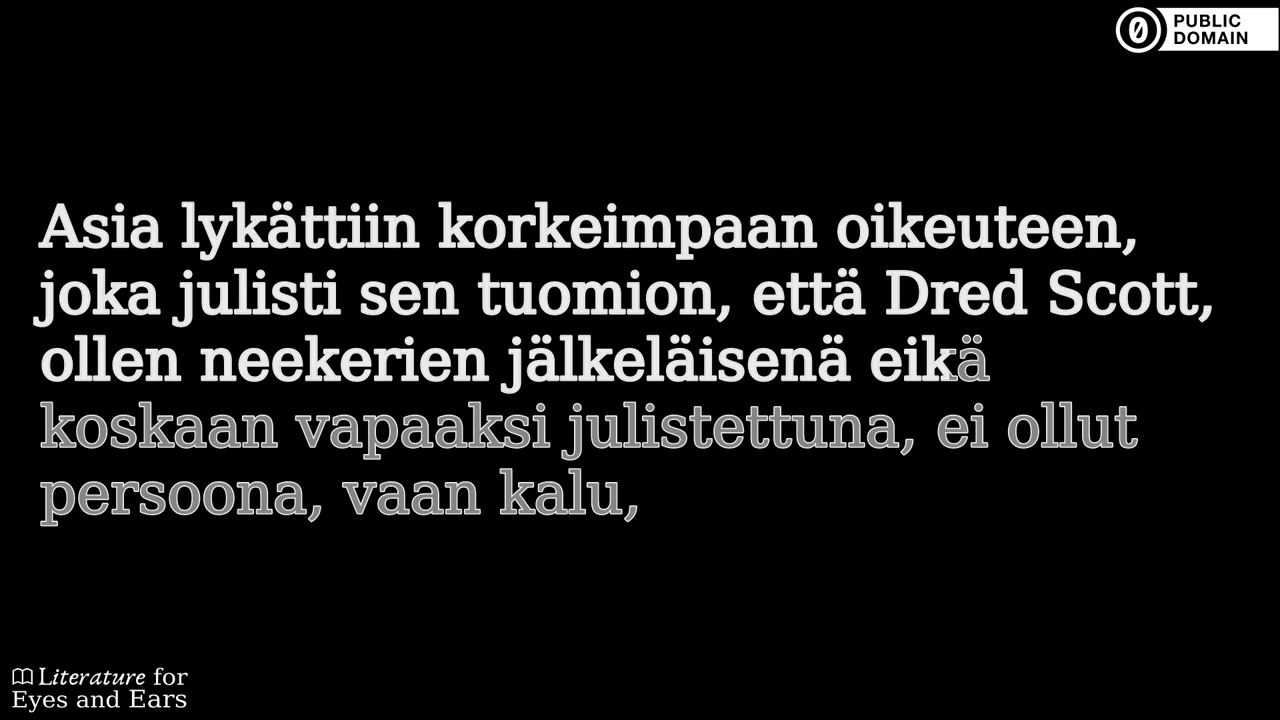 PUBLIC
DOMAIN
Asia lykättiin korkeimpaan oikeuteen,
joka julisti sen tuomion, että Dred Scott,
ollen neekerien jälkeläisenä eikä
koskaan vapaaksi julistettuna, ei ollut
persoona, vaan kalu,
Literature for
Eyes and Ears